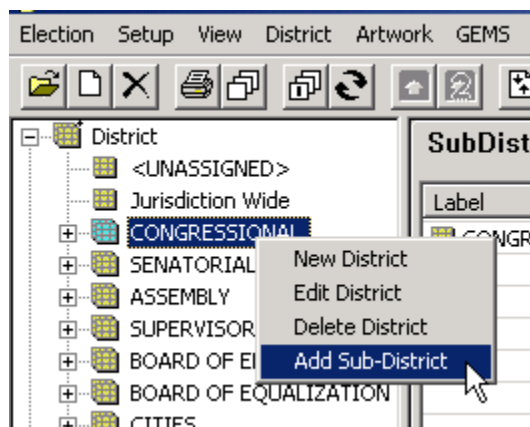 Election Setup View District Artwork GEMS
District
<UNASSIGNED>
Jurisdiction Wide
CONGRESSIONAL
SENATORIAL
ASSEMBLY
SUPERVISOR
BOARD OF E
BOARD OF EQUALIZATION
CITIES
New District
Edit District
Delete District
Add Sub-District
SubDist
Label
CONGR